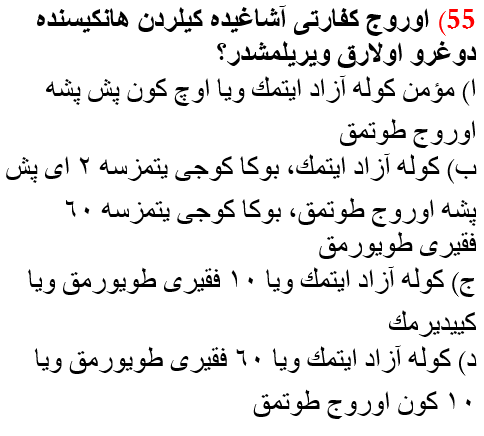 55) اوروج كفارتى آشاغيده كيلردن هانكيسنده
دوغرو اولارق ويريلمشدر؟
ا) مؤمن كوله آزاد ايتمك ويا اوچ كون پش پشه
اوروج طوتمق
ب) كوله آزاد ايتمك، بوكا كوجى يتمزسه ٢ اى پش
پشه اوروج طوتمق، بوكا كوجى يتمزسه ٦٠
فقيرى طويورمق
ج) كوله آزاد ايتمك ويا ١٠ فقيرى طويورمق ويا
كييديرمك
د) كوله آزاد ايتمك ويا ٦٠ فقيرى طويورمق ويا
١٠ كون اوروج طوتمق